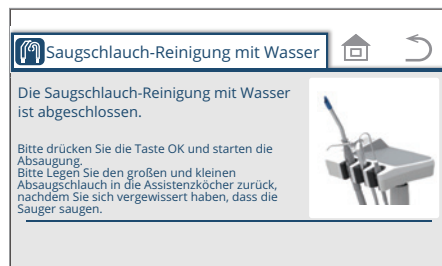 Saugschlauch-Reinigung mit Wasser
Die Saugschlauch-Reinigung mit Wasser
ist abgeschlossen.
Bitte drücken Sie die Taste OK und starten die
Absaugung.
Bitte Legen Sie den großen und kleinen
Absaugschlauch in die Assistenzköcher zurück,
nachdem Sie sich vergewissert haben, dass die
Sauger saugen.